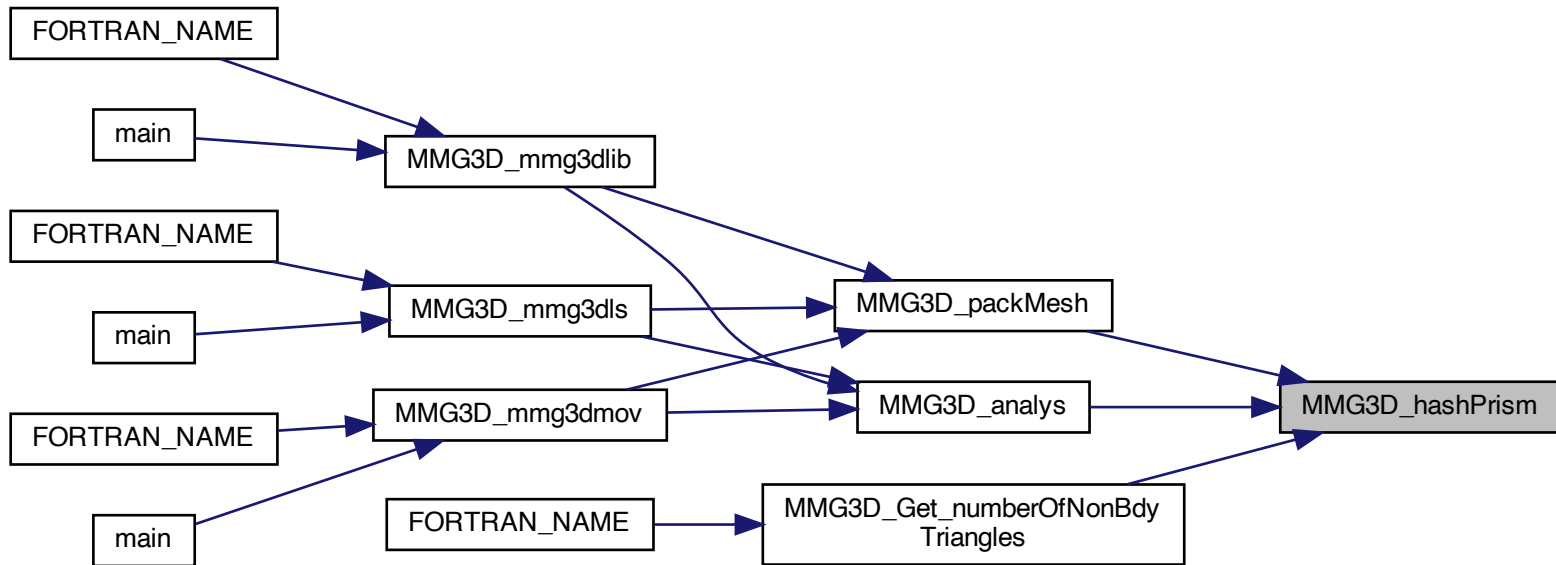 FORTRAN_NAME
main
MMG3D_mmg3dlib
FORTRAN_NAME
MMG3D_mmg3dls
MMG3D_packMesh
main
MMG3D_mmg3dmov
MMG3D_analys
MMG3D_hashPrism
FORTRAN_NAME
main
FORTRAN_NAME
MMG3D_Get_numberOfNonBdy
Triangles